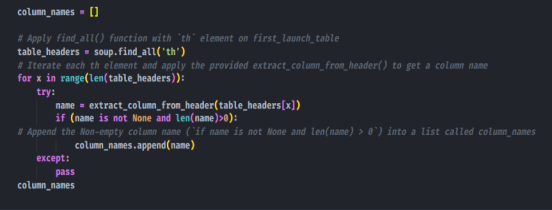 column_names = []
# Apply find_all() function with `th` element on first_launch_table
table_headers = soup.find_all('th')
# Iterate each th element and apply the provided extract_column_from_header() to get a column name
for x in range(len(table_headers)):
    try:
        name = extract_column_from_header(table_headers[x])
        if (name is not None and len(name)>0):
# Append the Non-empty column name (`if name is not None and len(name) > 0`) into a list called column_names
            column_names.append(name)
    except:
        pass
column_names